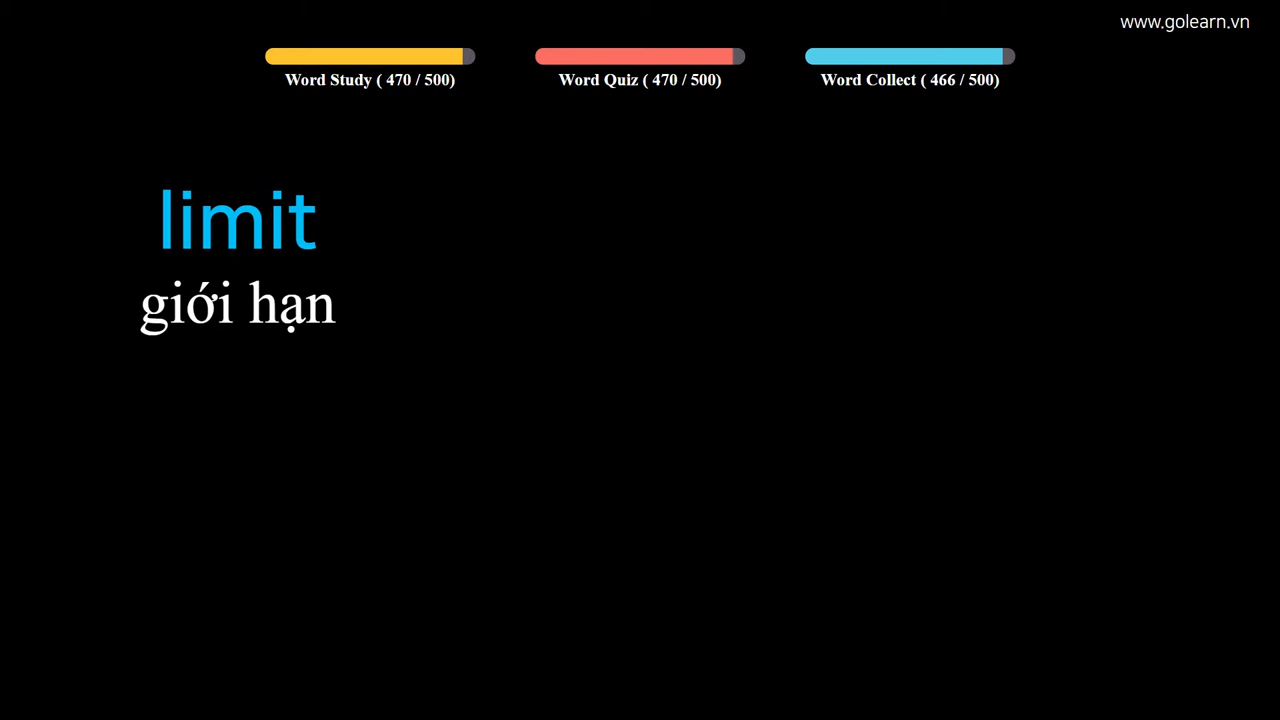 www.golearn.vn
Word Study ( 470 / 500)
Word Quiz ( 470 / 500)
Word Collect ( 466 / 500)
limit
giới hạn